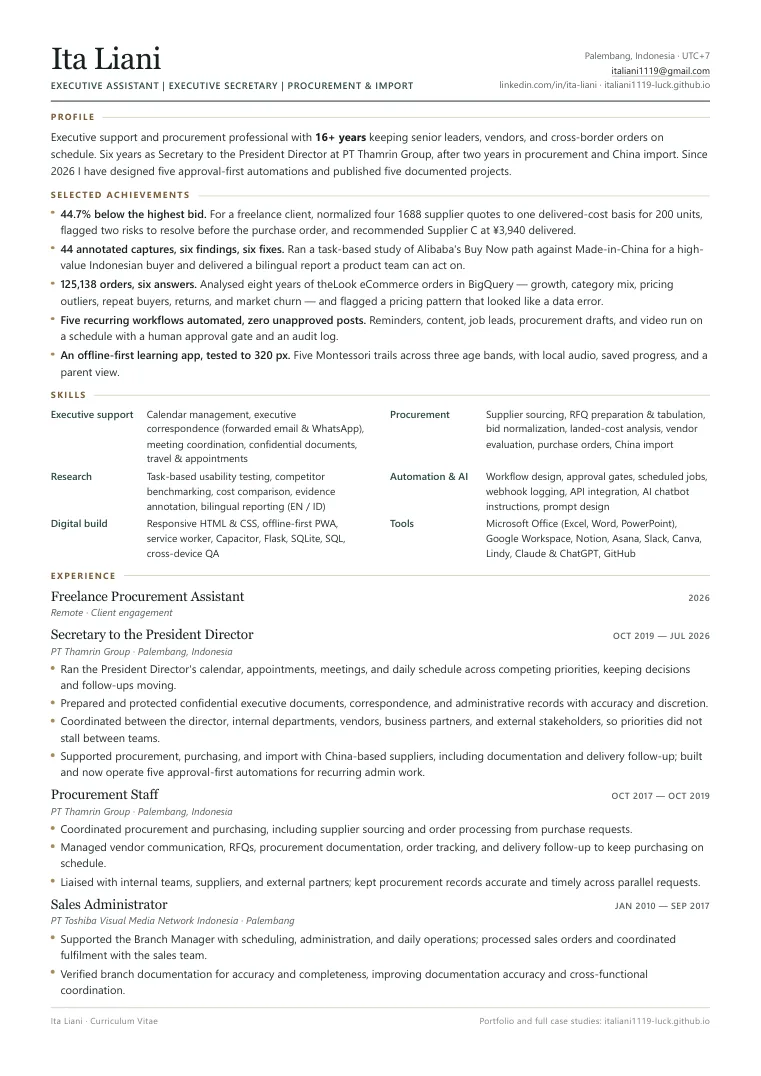 Ita Liani
Palembang, Indonesia · UTC+7
italiani1119@gmail.com
EXECUTIVE ASSISTANT | EXECUTIVE SECRETARY | PROCUREMENT & IMPORT
linkedin.com/in/ita-liani · italiani1119-luck.github.io
PROFILE
Executive support and procurement professional with 16+ years keeping senior leaders, vendors, and cross-border orders on
schedule. Six years as Secretary to the President Director at PT Thamrin Group, after two years in procurement and China import. Since
2026 I have designed five approval-first automations and published five documented projects.
SELECTED ACHIEVEMENTS
44.7% below the highest bid. For a freelance client, normalized four 1688 supplier quotes to one delivered-cost basis for 200 units,
flagged two risks to resolve before the purchase order, and recommended Supplier C at ¥3,940 delivered.
44 annotated captures, six findings, six fixes. Ran a task-based study of Alibaba's Buy Now path against Made-in-China for a high-
value Indonesian buyer and delivered a bilingual report a product team can act on.
125,138 orders, six answers. Analysed eight years of theLook eCommerce orders in BigQuery — growth, category mix, pricing
outliers, repeat buyers, returns, and market churn — and flagged a pricing pattern that looked like a data error.
Five recurring workflows automated, zero unapproved posts. Reminders, content, job leads, procurement drafts, and video run on
a schedule with a human approval gate and an audit log.
An offline-first learning app, tested to 320 px. Five Montessori trails across three age bands, with local audio, saved progress, and a
parent view.
SKILLS
Executive support
Calendar management, executive
correspondence (forwarded email & WhatsApp),
meeting coordination, confidential documents,
travel & appointments
Procurement
Supplier sourcing, RFQ preparation & tabulation,
bid normalization, landed-cost analysis, vendor
evaluation, purchase orders, China import
Research
Task-based usability testing, competitor
benchmarking, cost comparison, evidence
annotation, bilingual reporting (EN / ID)
Automation & AI
Workflow design, approval gates, scheduled jobs,
webhook logging, API integration, AI chatbot
instructions, prompt design
Digital build
Responsive HTML & CSS, offline-first PWA,
service worker, Capacitor, Flask, SQLite, SQL,
cross-device QA
Tools
Microsoft Office (Excel, Word, PowerPoint),
Google Workspace, Notion, Asana, Slack, Canva,
Lindy, Claude & ChatGPT, GitHub
EXPERIENCE
Freelance Procurement Assistant
2026
Remote · Client engagement
Secretary to the President Director
OCT 2019 — JUL 2026
PT Thamrin Group · Palembang, Indonesia
Ran the President Director's calendar, appointments, meetings, and daily schedule across competing priorities, keeping decisions
and follow-ups moving.
Prepared and protected confidential executive documents, correspondence, and administrative records with accuracy and discretion.
Coordinated between the director, internal departments, vendors, business partners, and external stakeholders, so priorities did not
stall between teams.
Supported procurement, purchasing, and import with China-based suppliers, including documentation and delivery follow-up; built
and now operate five approval-first automations for recurring admin work.
Procurement Staff
OCT 2017 — OCT 2019
PT Thamrin Group · Palembang, Indonesia
Coordinated procurement and purchasing, including supplier sourcing and order processing from purchase requests.
Managed vendor communication, RFQs, procurement documentation, order tracking, and delivery follow-up to keep purchasing on
schedule.
Liaised with internal teams, suppliers, and external partners; kept procurement records accurate and timely across parallel requests.
Sales Administrator
JAN 2010 — SEP 2017
PT Toshiba Visual Media Network Indonesia · Palembang
Supported the Branch Manager with scheduling, administration, and daily operations; processed sales orders and coordinated
fulfilment with the sales team.
Verified branch documentation for accuracy and completeness, improving documentation accuracy and cross-functional
coordination.
Ita Liani · Curriculum Vitae
Portfolio and full case studies: italiani1119-luck.github.io